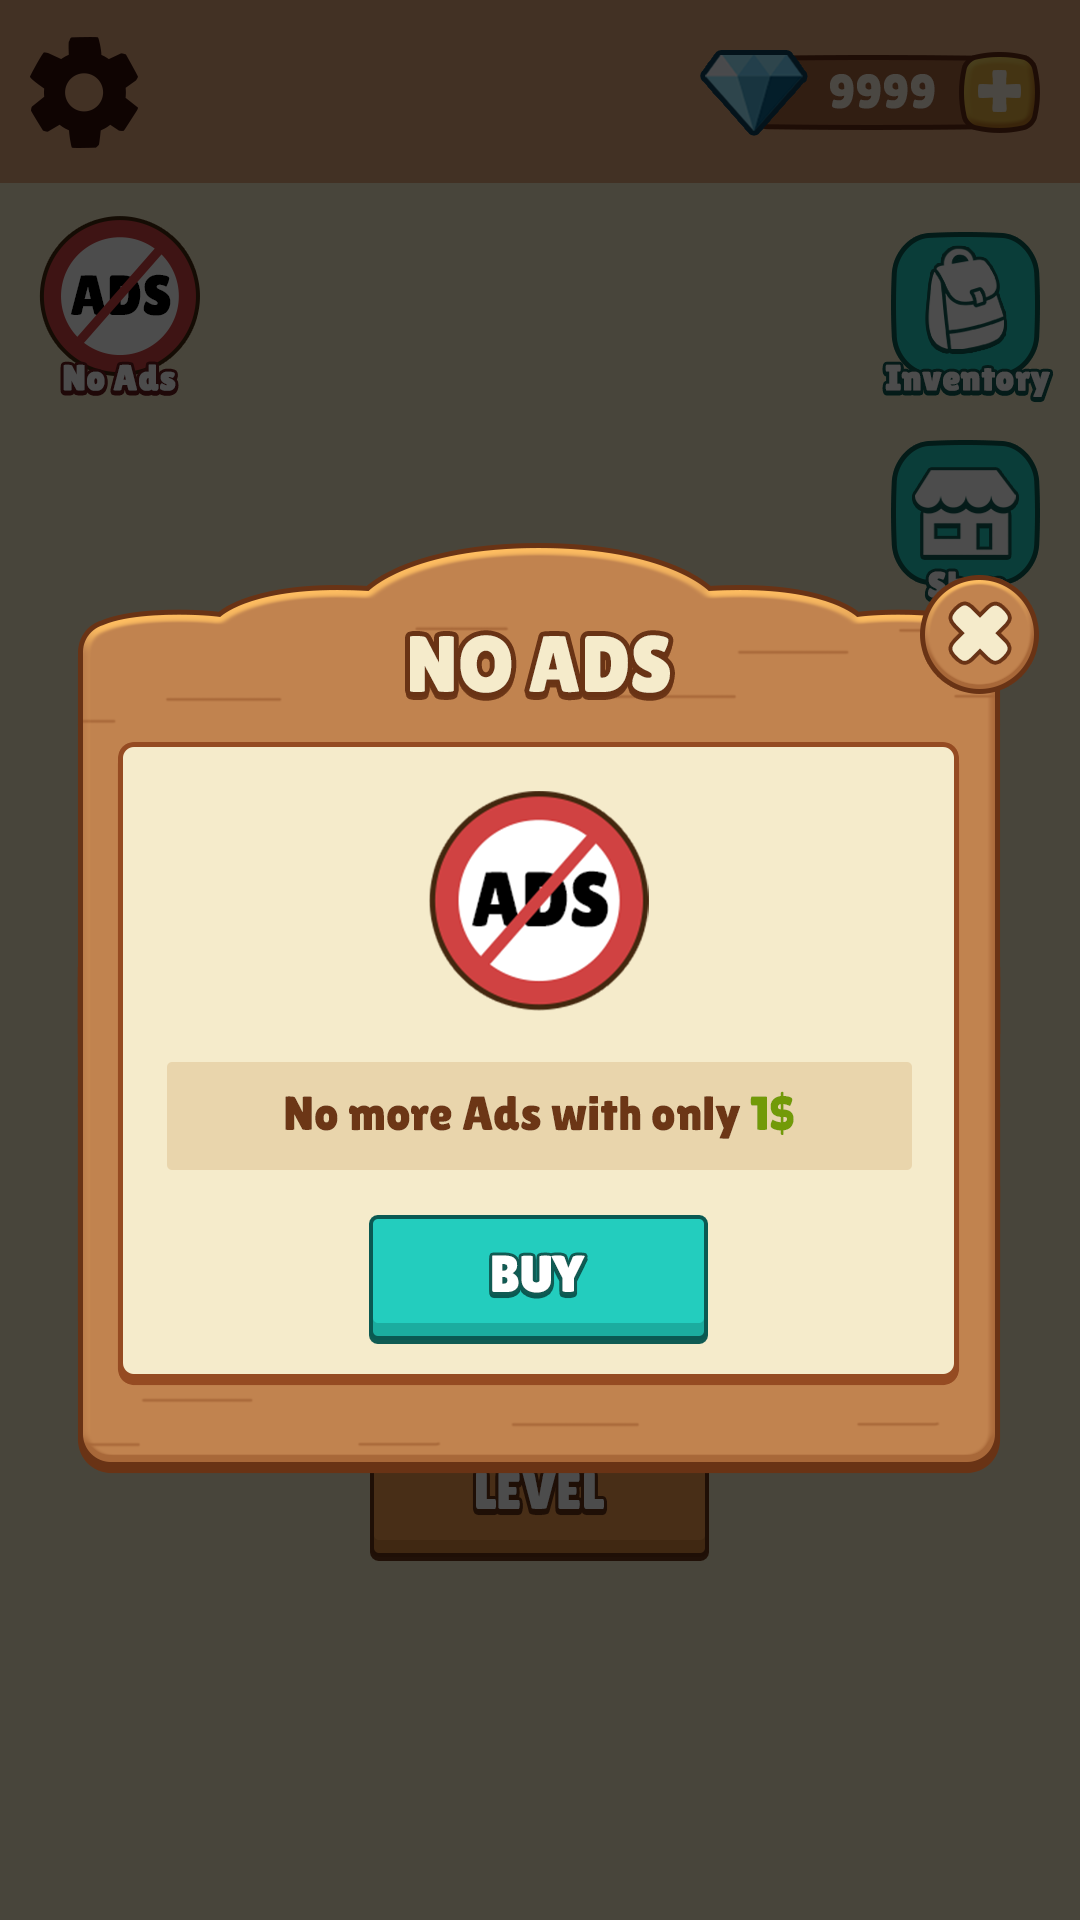 9999
ADS
No Ads
Inventory
NO ADS
ADS
No more Ads with only 1$
BUY
LEVEL